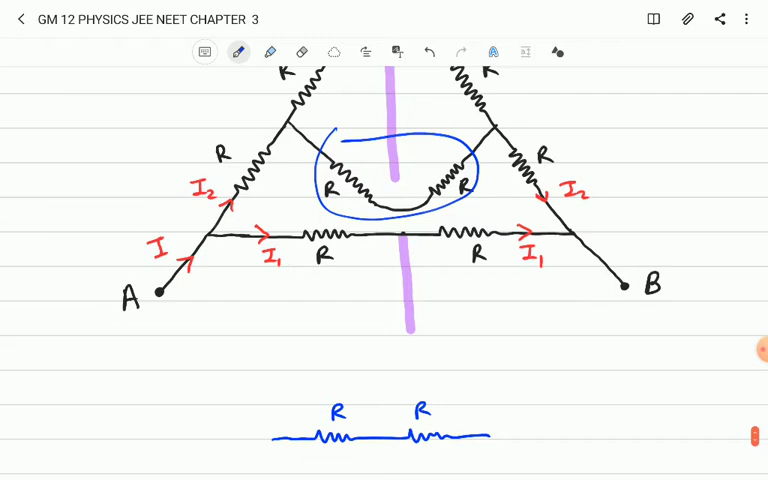 GM 12 PHYSICS JEE NEET CHAPTER 3
R R
R R
R R
I₂ I₂
I I₁ R R I₁
A B
R R